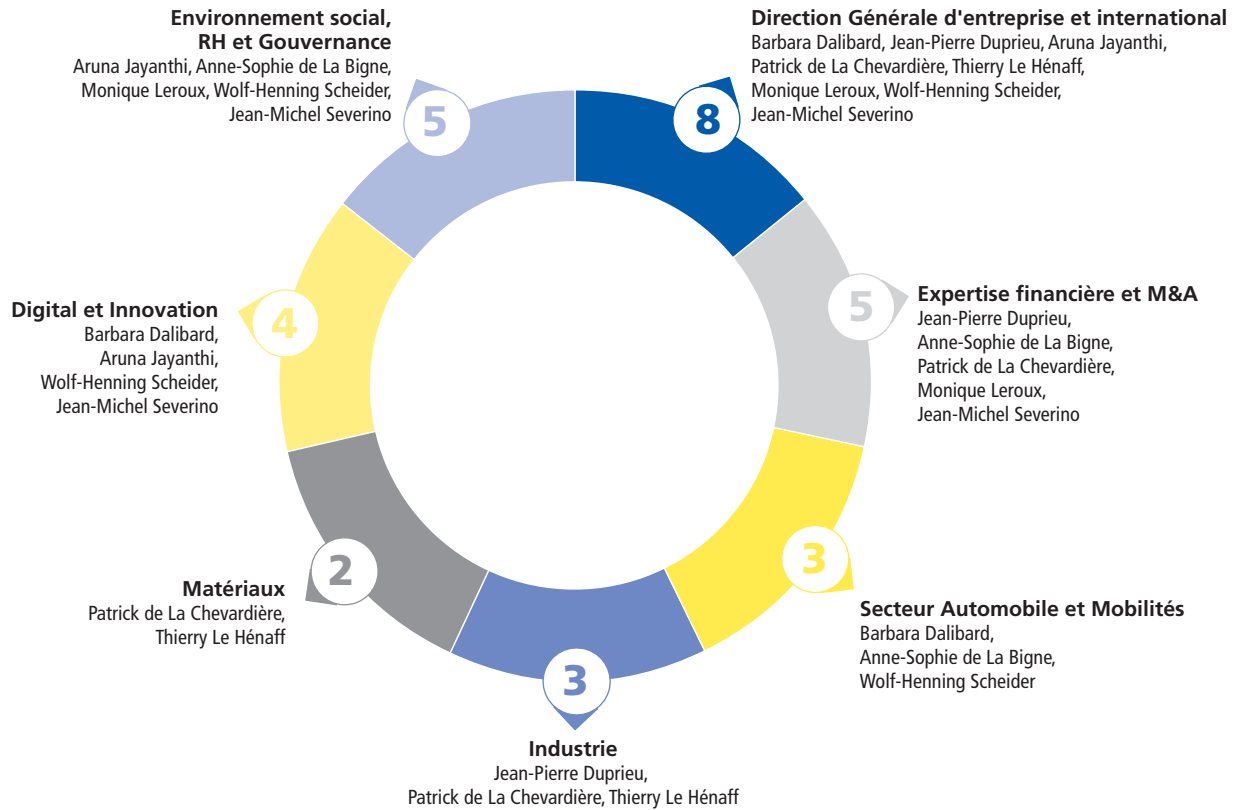 Environnement social,
RH et Gouvernance
Aruna Jayanthi, Anne-Sophie de La Bigne,
Monique Leroux, Wolf-Henning Scheider,
Jean-Michel Severino
5
Direction Générale d'entreprise et international
Barbara Dalibard, Jean-Pierre Duprieu, Aruna Jayanthi,
Patrick de La Chevardière, Thierry Le Hénaff,
Monique Leroux, Wolf-Henning Scheider,
Jean-Michel Severino
8
Digital et Innovation
Barbara Dalibard,
Aruna Jayanthi,
Wolf-Henning Scheider,
Jean-Michel Severino
4
Expertise financière et M&A
Jean-Pierre Duprieu,
Anne-Sophie de La Bigne,
Patrick de La Chevardière,
Monique Leroux,
Jean-Michel Severino
5
Matériaux
Patrick de La Chevardière,
Thierry Le Hénaff
2
Secteur Automobile et Mobilités
Barbara Dalibard,
Anne-Sophie de La Bigne,
Wolf-Henning Scheider
3
3
Industrie
Jean-Pierre Duprieu,
Patrick de La Chevardière, Thierry Le Hénaff